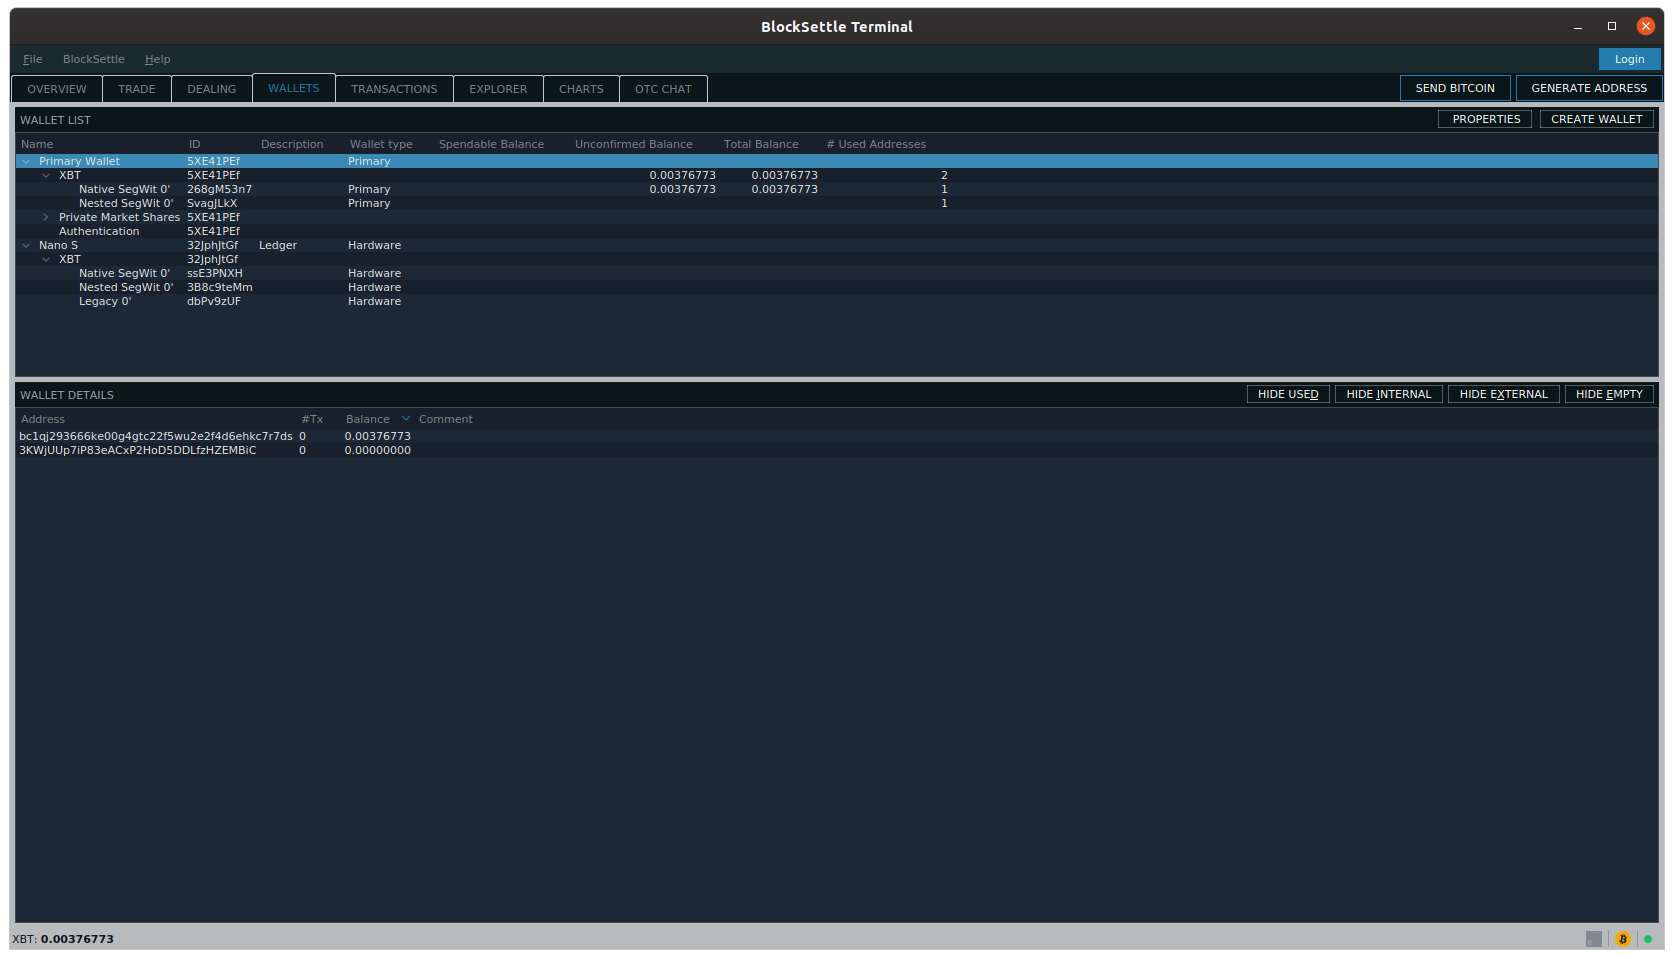 BlockSettle Terminal
File BlockSettle Help Login
OVERVIEW TRADE DEALING WALLETS TRANSACTIONS EXPLORER CHARTS OTC CHAT SEND BITCOIN GENERATE ADDRESS
WALLET LIST PROPERTIES CREATE WALLET
Name ID Description Wallet type Spendable Balance Unconfirmed Balance Total Balance # Used Addresses
Primary Wallet 5XE41PEf Primary
XBT 5XE41PEf 0.00376773 0.00376773 2
Native SegWit 0' 268gM53n7 Primary 0.00376773 0.00376773 1
Nested SegWit 0' SvagJLkX Primary 1
Private Market Shares 5XE41PEf
Authentication 5XE41PEf
Nano S 32JphJtGf Ledger Hardware
XBT 32JphJtGf
Native SegWit 0' ssE3PNXH Hardware
Nested SegWit 0' 3B8c9teMm Hardware
Legacy 0' dbPv9zUF Hardware
WALLET DETAILS HIDE USED HIDE INTERNAL HIDE EXTERNAL HIDE EMPTY
Address #Tx Balance Comment
bc1qj293666ke00g4gtc22f5wu2e2f4d6ehkc7r7ds 0 0.00376773
3KWjUUp7iP83eACxP2HoD5DDLfzHZEMBiC 0 0.00000000
XBT: 0.00376773